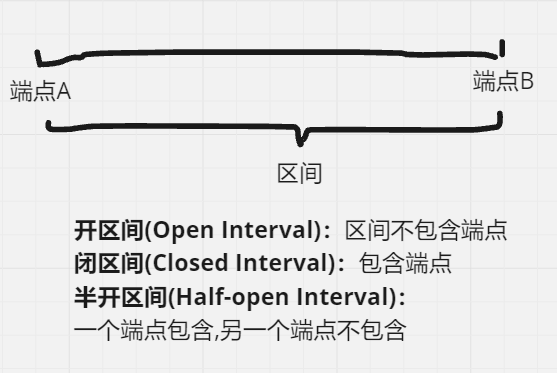 端点A
端点B
区间
开区间(Open Interval)：区间不包含端点
闭区间(Closed Interval)：包含端点
半开区间(Half-open Interval)：
一个端点包含,另一个端点不包含